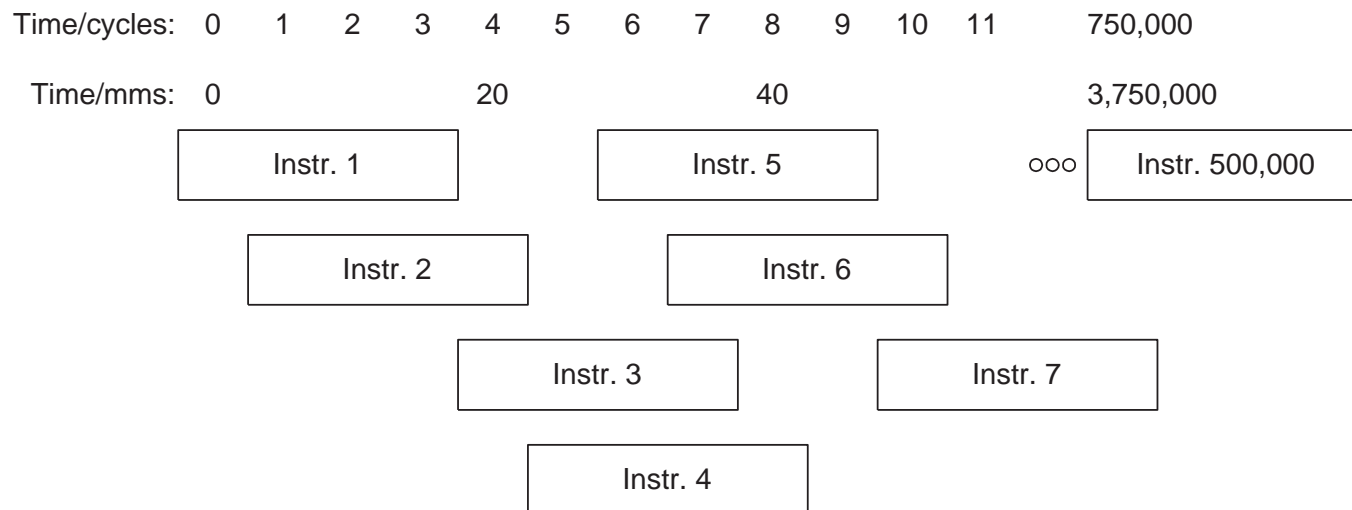 Time/cycles: 0 1 2 3 4 5 6 7 8 9 10 11 750,000
Time/mms: 0 20 40 3,750,000
Instr. 1 Instr. 5 ooo Instr. 500,000
Instr. 2 Instr. 6
Instr. 3 Instr. 7
Instr. 4